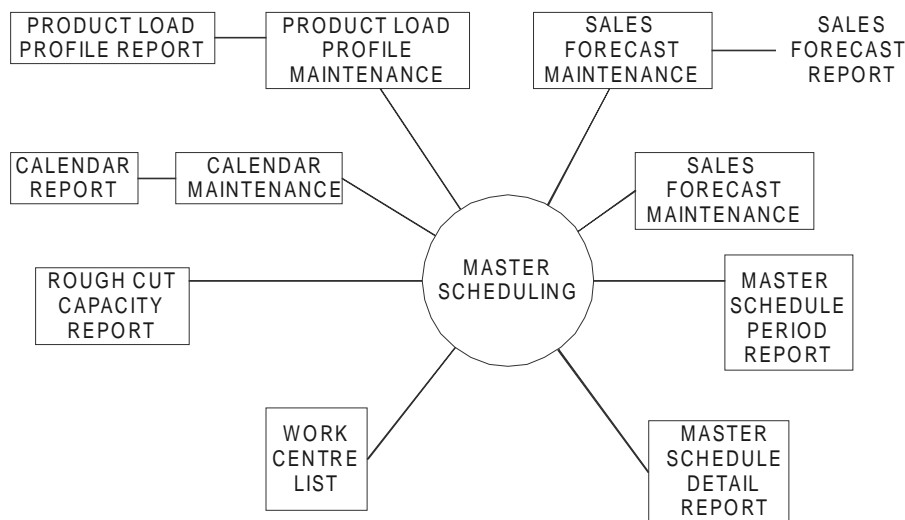 PRODUCT LOAD
PROFILE REPORT
PRODUCT LOAD
PROFILE
MAINTENANCE
SALES
FORECAST
MAINTENANCE
SALES
FORECAST
REPORT
CALENDAR
REPORT
CALENDAR
MAINTENANCE
SALES
FORECAST
MAINTENANCE
ROUGH CUT
CAPACITY
REPORT
MASTER
SCHEDULING
MASTER
SCHEDULE
PERIOD
REPORT
WORK
CENTRE
LIST
MASTER
SCHEDULE
DETAIL
REPORT